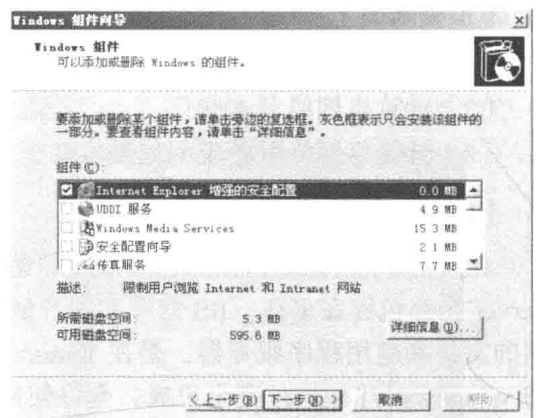 Windows 组件向导
Windows 组件
可以添加或删除 Windows 的组件。
要添加或删除某个组件，请单击旁边的复选框。灰色框表示只会安装该组件的
一部分。要查看组件内容，请单击“详细信息”。
组件(C):
Internet Explorer 增强的安全配置 0.0 MB
UDDI 服务 4.9 MB
Windows Media Services 15.3 MB
安全配置向导 2.1 MB
传真服务 7.7 MB
描述: 限制用户浏览 Internet 和 Intranet 网站
所需磁盘空间: 5.3 MB
可用磁盘空间: 595.6 MB
详细信息(D)...
<上一步(B) 下一步(N)> 取消 帮助